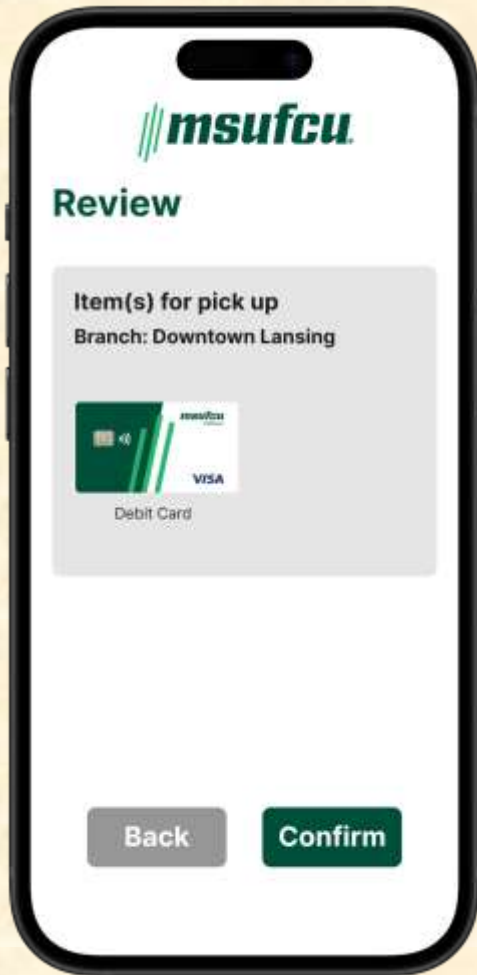 msufcu
Review
Item(s) for pick up
Branch: Downtown Lansing
msufcu
VISA
Debit Card
Back
Confirm